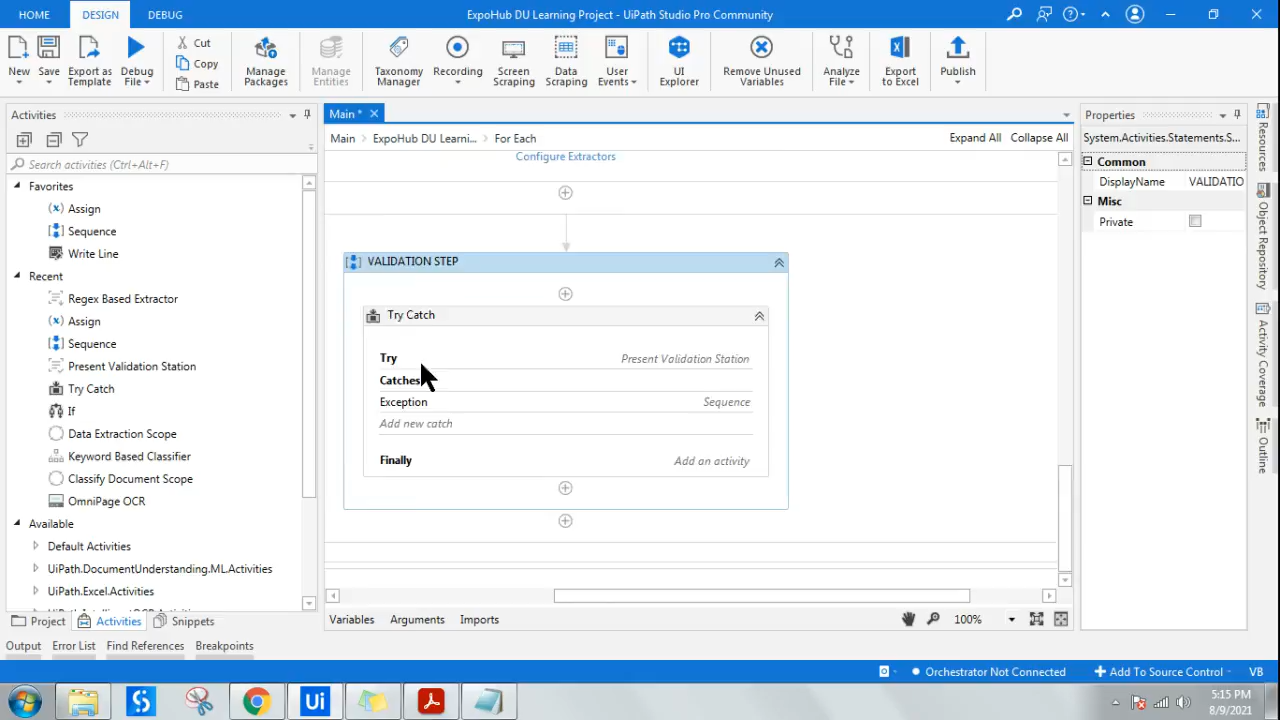 HOME DESIGN DEBUG ExpoHub DU Learning Project - UiPath Studio Pro Community
New Save Export as Template Debug File Cut Copy Paste Manage Packages Manage Entities Taxonomy Manager Recording Screen Scraping Data Scraping User Events UI Explorer Remove Unused Variables Analyze File Export to Excel Publish
Activities
Search activities (Ctrl+Alt+F)
Favorites
Assign
Sequence
Write Line
Recent
Regex Based Extractor
Assign
Sequence
Present Validation Station
Try Catch
If
Data Extraction Scope
Keyword Based Classifier
Classify Document Scope
OmniPage OCR
Available
Default Activities
UiPath.DocumentUnderstanding.ML.Activities
UiPath.Excel.Activities
Project Activities Snippets
Main *
Main > ExpoHub DU Learni... > For Each Expand All Collapse All
Configure Extractors
VALIDATION STEP
Try Catch
Try Present Validation Station
Catches
Exception Sequence
Add new catch
Finally Add an activity
Variables Arguments Imports 100%
Properties
System.Activities.Statements.S...
Common
DisplayName VALIDATIO
Misc
Private
Resources
Object Repository
Activity Coverage
Outline
Output Error List Find References Breakpoints
Orchestrator Not Connected Add To Source Control VB
Ui
5:15 PM
8/9/2021